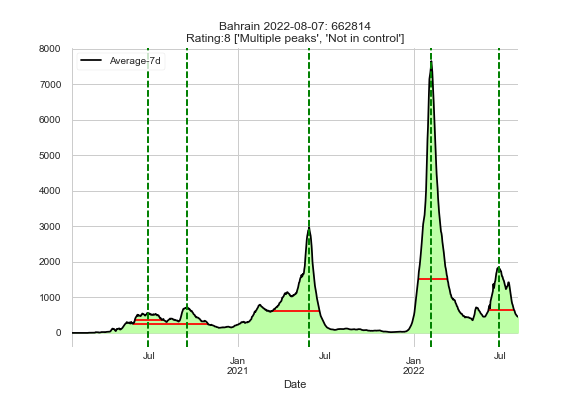 Bahrain 2022-08-07: 662814
Rating:8 ['Multiple peaks', 'Not in control']
8000
Average-7d
7000
6000
5000
4000
3000
2000
1000
0
Jul
Jan
2021
Jul
Jan
2022
Jul
Date